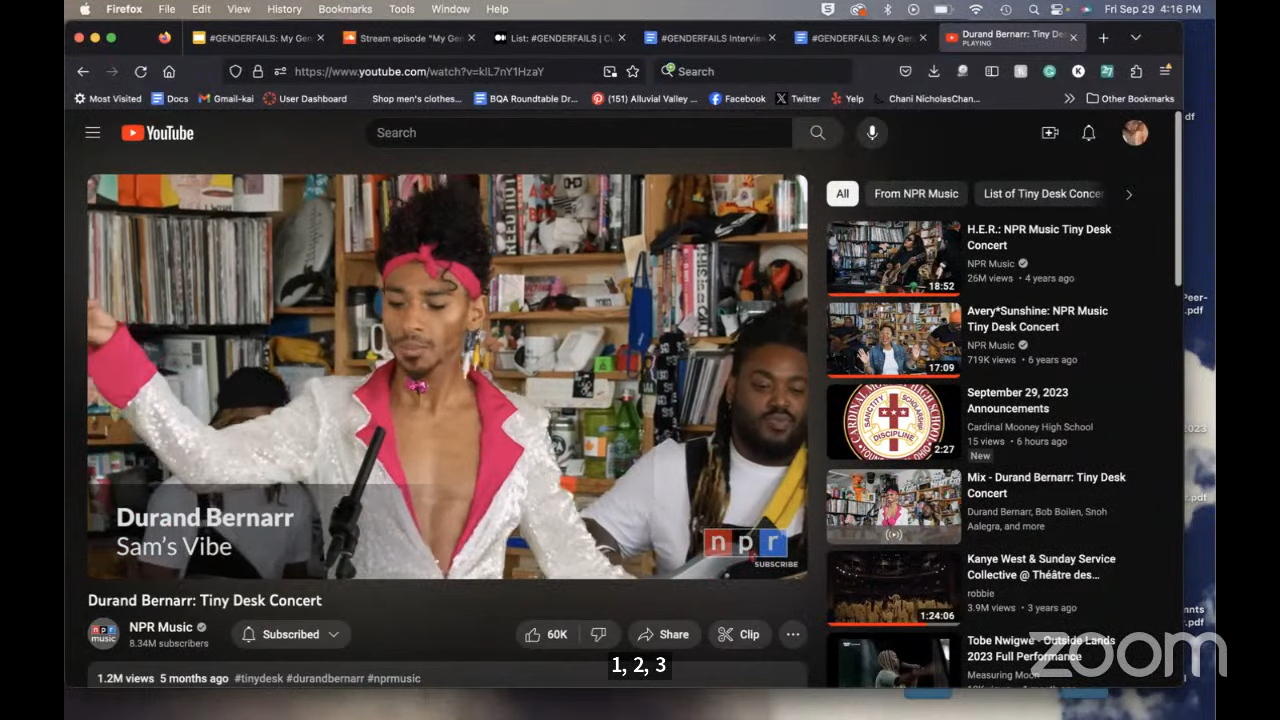 Firefox File Edit View History Bookmarks Tools Window Help
Fri Sep 29 4:16 PM
#GENDERFAILS: My Gen
Stream episode "My Ge
List: #GENDERFAILS | Cu
#GENDERFAILS Interview
#GENDERFAILS: My Ge
Durand Bernarr: Tiny De
PLAYING
https://www.youtube.com/watch?v=kIL7nY1HzaY
Search
Most Visited
Docs
Gmail-kai
User Dashboard
Shop men's clothes...
BQA Roundtable Dr...
(151) Alluvial Valley ...
Facebook
Twitter
Yelp
Chani NicholasChan...
Other Bookmarks
YouTube
Search
Durand Bernarr
Sam's Vibe
npr
SUBSCRIBE
Durand Bernarr: Tiny Desk Concert
npr
music
NPR Music
8.34M subscribers
Subscribed
60K
Share
Clip
1.2M views 5 months ago #tinydesk #durandbernarr #nprmusic
All
From NPR Music
List of Tiny Desk Concer
H.E.R.: NPR Music Tiny Desk
Concert
NPR Music
26M views • 4 years ago
18:52
Avery*Sunshine: NPR Music
Tiny Desk Concert
NPR Music
719K views • 6 years ago
17:09
September 29, 2023
Announcements
Cardinal Mooney High School
15 views • 6 hours ago
New
2:27
Mix - Durand Bernarr: Tiny Desk
Concert
Durand Bernarr, Bob Boilen, Snoh
Aalegra, and more
Kanye West & Sunday Service
Collective @ Théâtre des...
robbie
3.9M views • 3 years ago
1:24:06
Tobe Nwigwe - Outside Lands
2023 Full Performance
Measuring Moon
1, 2, 3
zoom